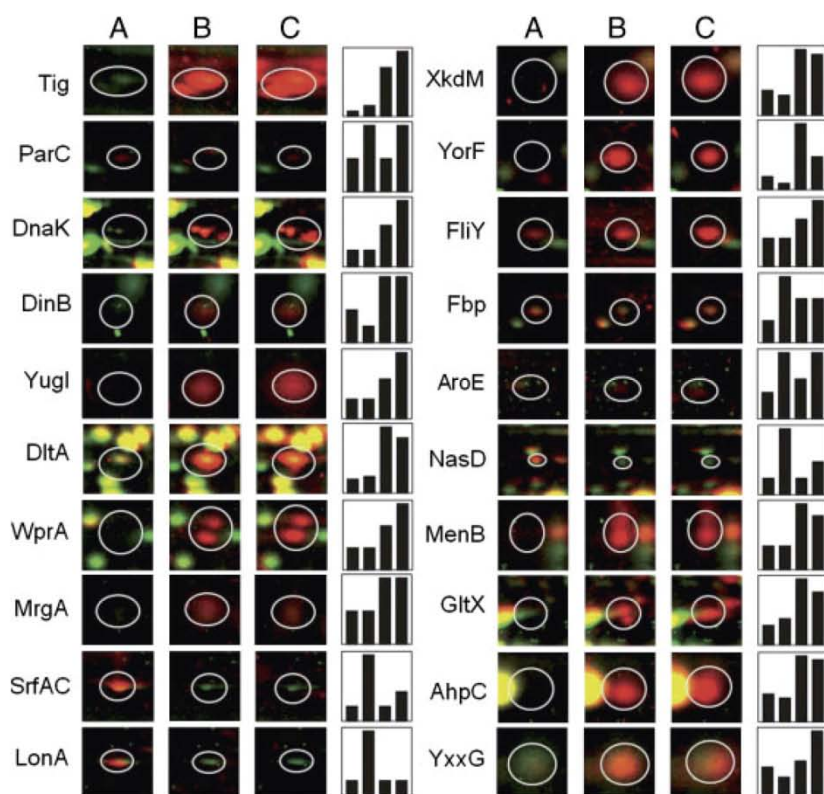 A B C A B C
Tig XkdM
ParC YorF
DnaK FliY
DinB Fbp
YugI AroE
DltA NasD
WprA MenB
MrgA GltX
SrfAC AhpC
LonA YxxG